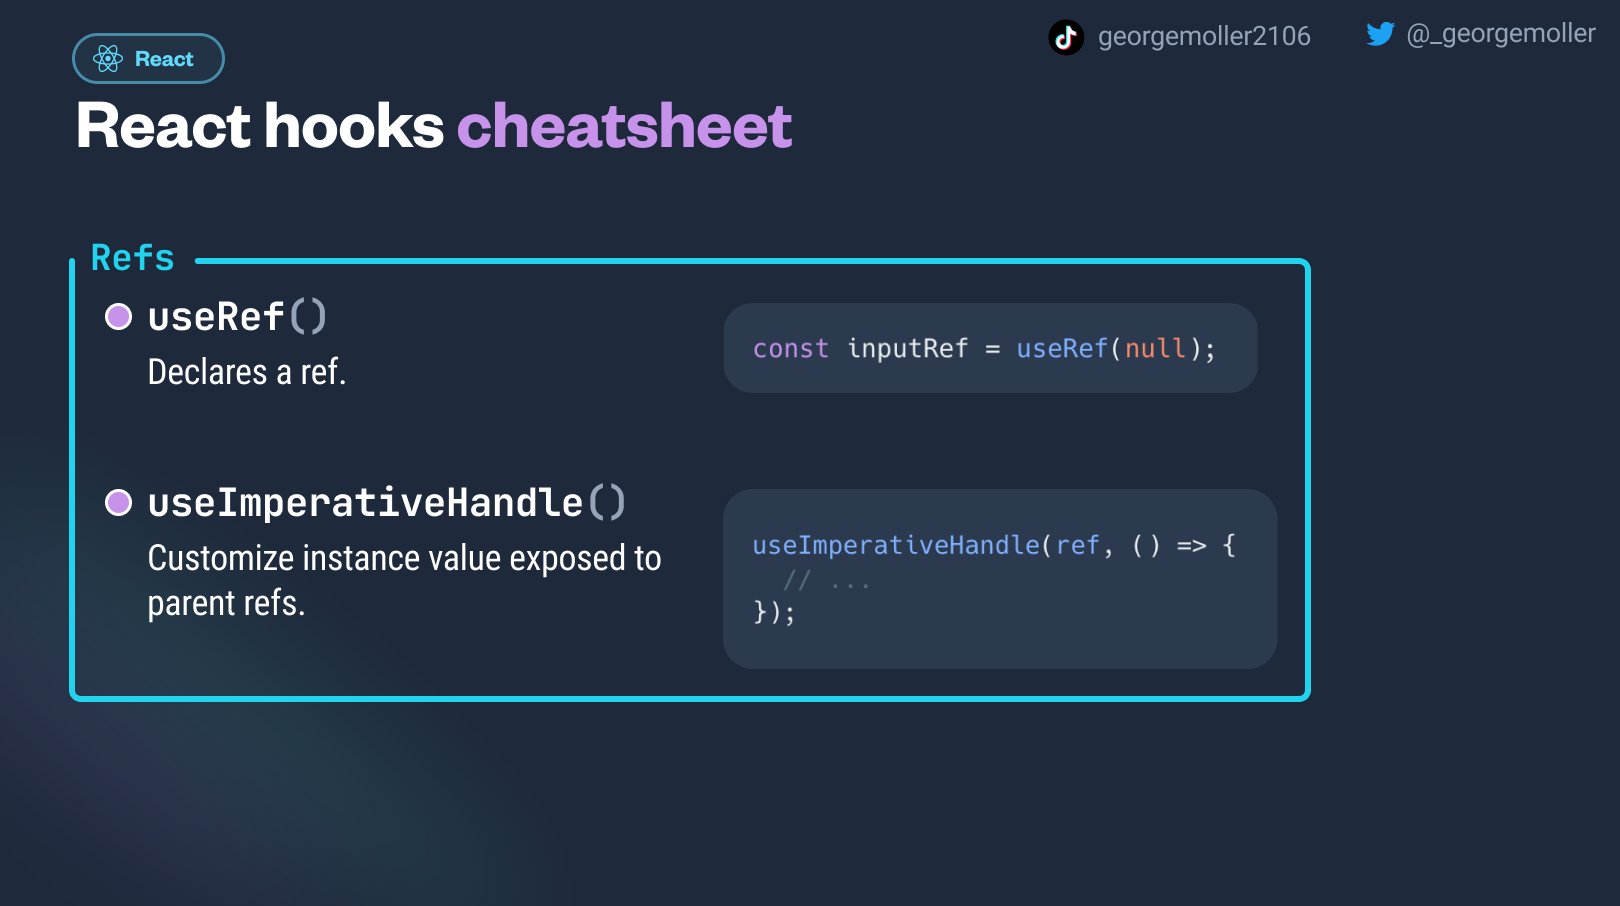 georgemoller2106
@_georgemoller
React
React hooks cheatsheet
Refs
useRef()
Declares a ref.
const inputRef = useRef(null);
useImperativeHandle()
Customize instance value exposed to
parent refs.
useImperativeHandle(ref, () => {
// ...
});